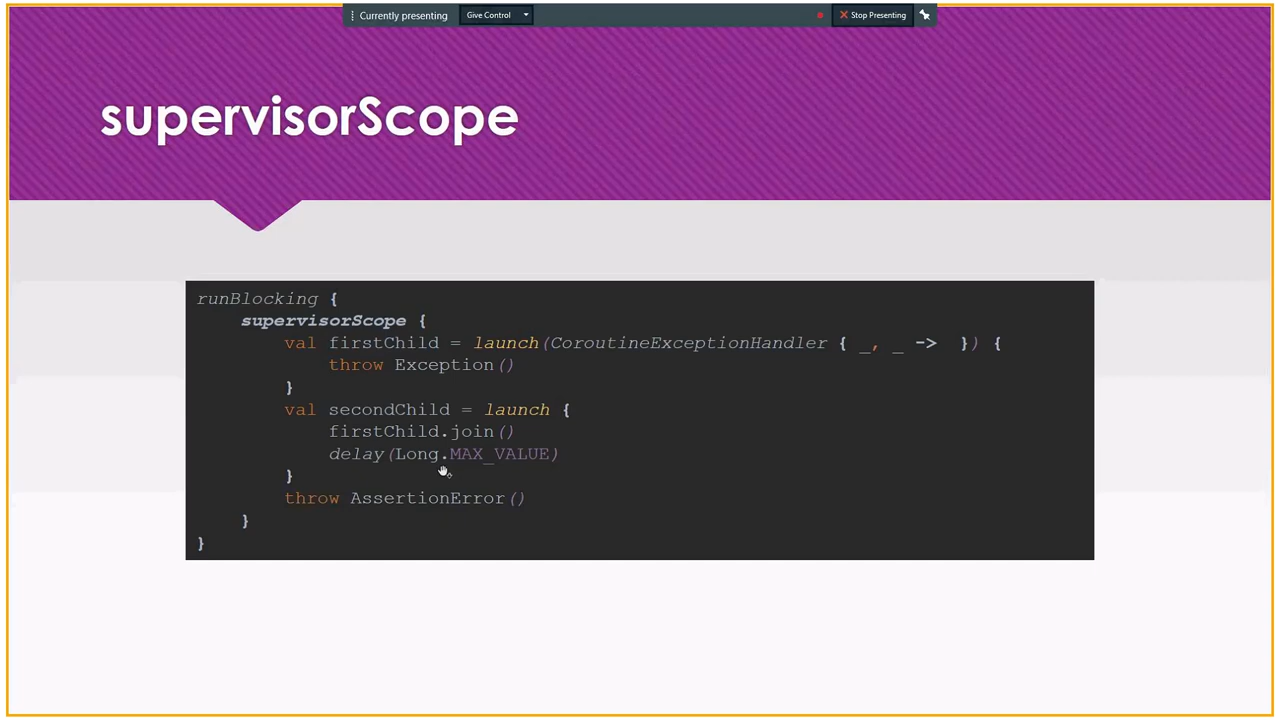 Currently presenting
Give Control
Stop Presenting
supervisorScope
runBlocking {
    supervisorScope {
        val firstChild = launch(CoroutineExceptionHandler { _, _ ->  }) {
            throw Exception()
        }
        val secondChild = launch {
            firstChild.join()
            delay(Long.MAX_VALUE)
        }
        throw AssertionError()
    }
}